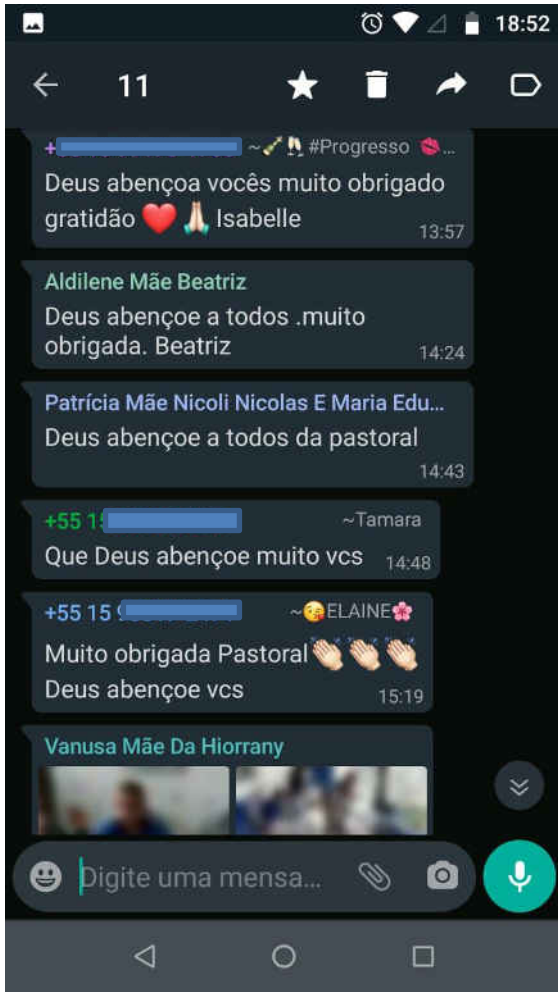 18:52
11
~ #Progresso ...
Deus abençoa vocês muito obrigado
gratidão ❤️🙏🏻 Isabelle
13:57
Aldilene Mãe Beatriz
Deus abençoe a todos .muito
obrigada. Beatriz
14:24
Patrícia Mãe Nicoli Nicolas E Maria Edu...
Deus abençoe a todos da pastoral
14:43
+55 1 ~Tamara
Que Deus abençoe muito vcs 14:48
+55 15 ~😘ELAINE🌸
Muito obrigada Pastoral👏🏻👏🏻👏🏻
Deus abençoe vcs 15:19
Vanusa Mãe Da Hiorrany
Digite uma mensa...